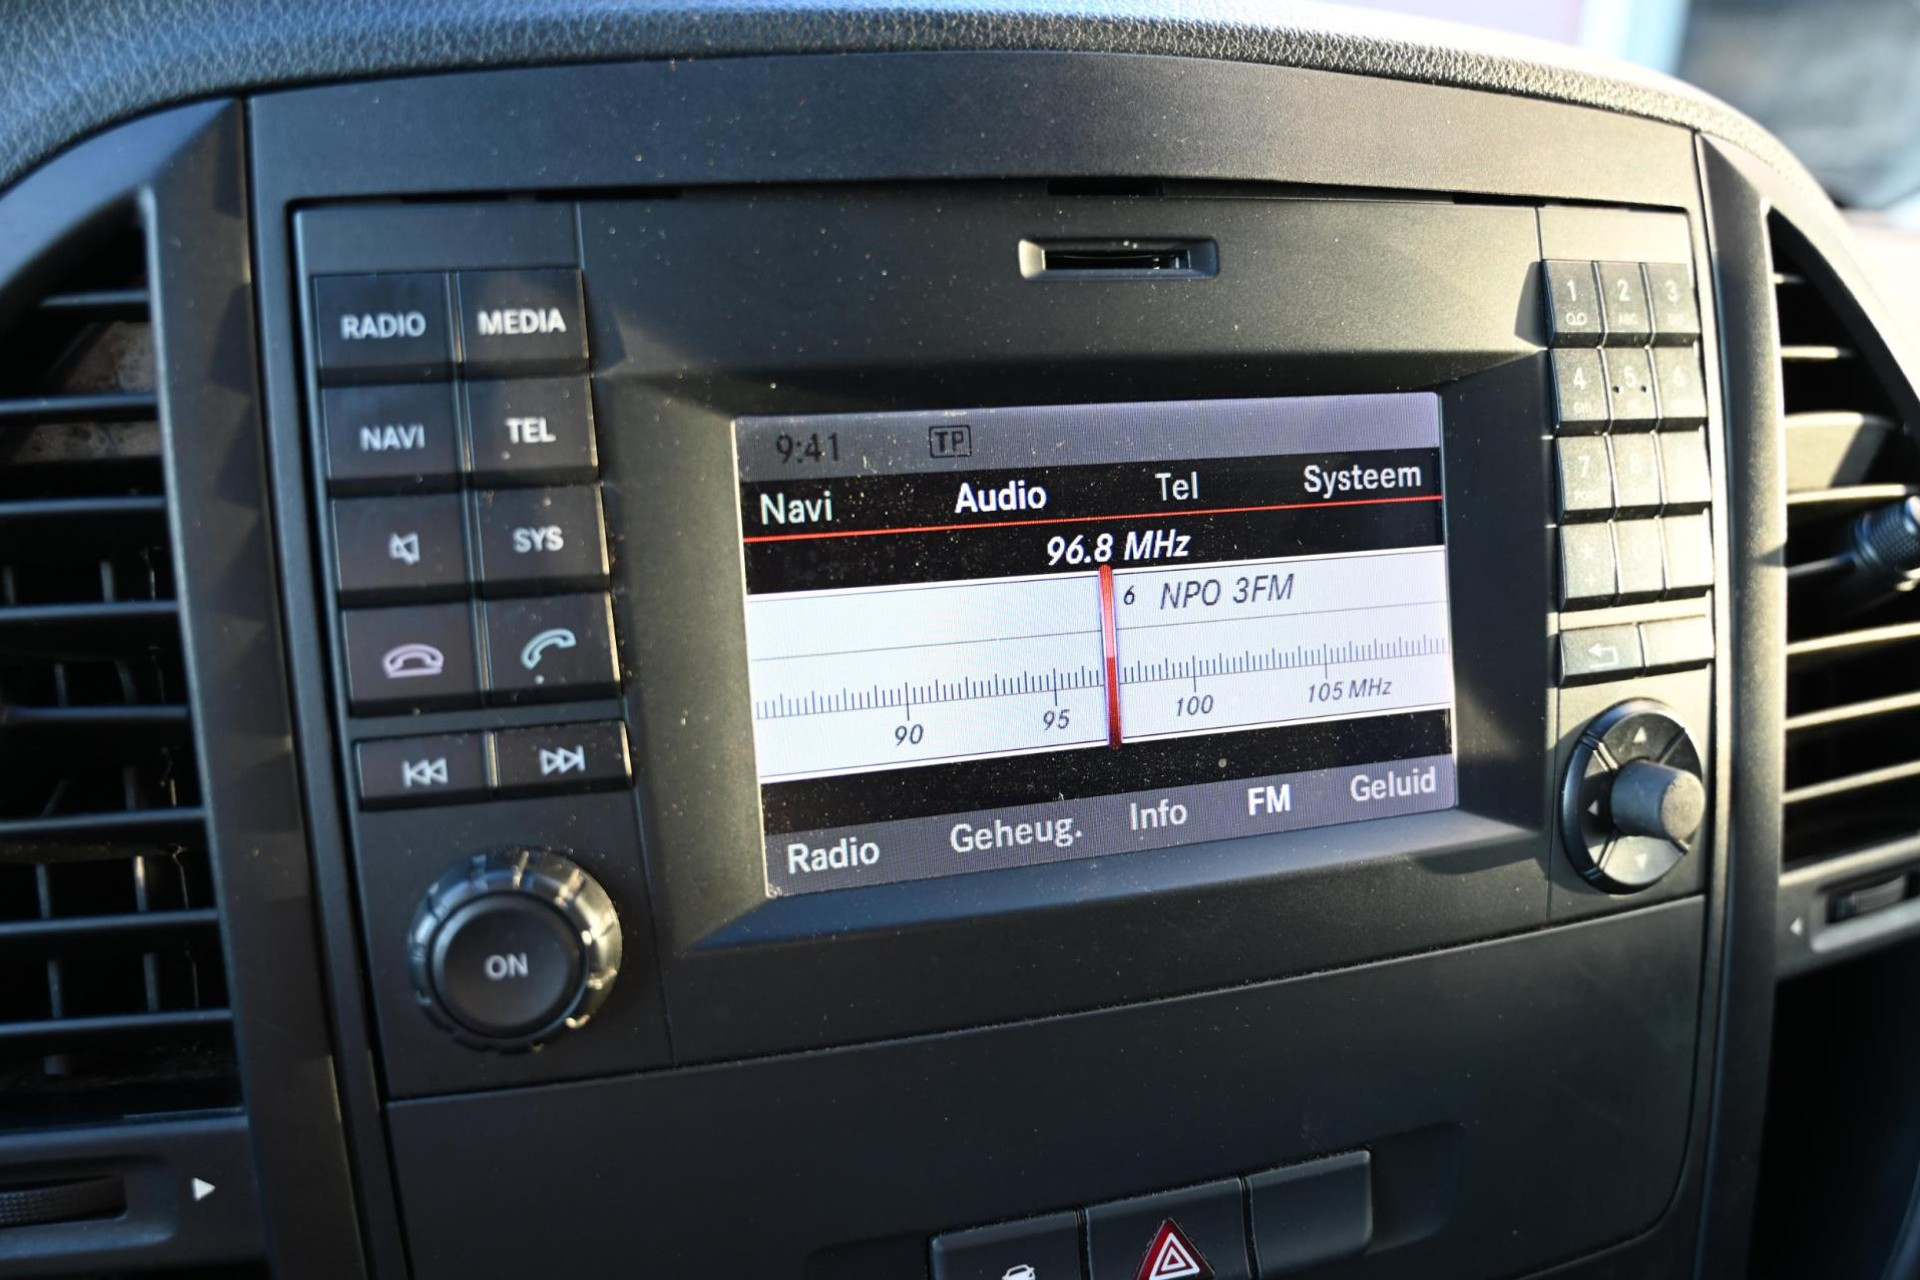 RADIO MEDIA
NAVI TEL
SYS
ON
9:41 TP
Navi Audio Tel Systeem
96.8 MHz
6 NPO 3FM
90 95 100 105 MHz
Radio Geheug. Info FM Geluid
1 2 3
4 5
7